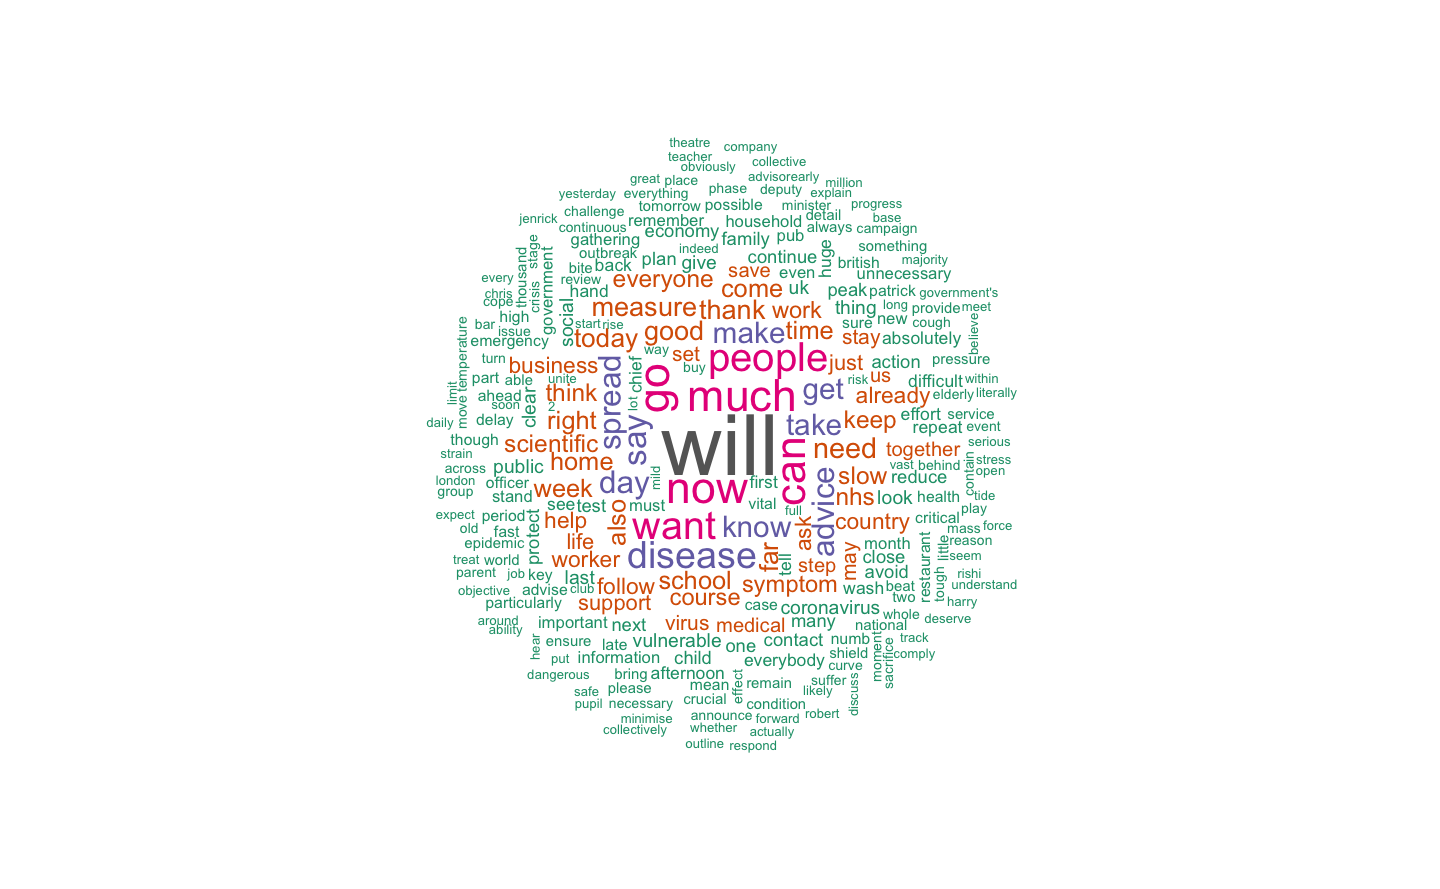 theatre
company
teacher
obviously
collective
great
place
advisorearly
million
yesterday
everything
phase
deputy
explain
tomorrow
possible
minister
progress
jenrick
challenge
remember
household
detail
base
continuous
economy
family
pub
always
campaign
gathering
indeed
something
stage
outbreak
plan
give
continue
huge
british
majority
every
thousand
government
bite
back
everyone
save
even
unnecessary
chris
crisis
review
come
uk
peak
patrick
government's
cope
hand
measure
thank
work
thing
long
provide
meet
high
social
start
rise
sure
new
cough
believe
bar
issue
today
good
make
time
stay
absolutely
emergency
temperature
way
set
people
just
action
pressure
turn
business
spread
chief
buy
go
us
risk
difficult
within
part
able
unite
much
get
already
elderly
literally
limit
move
ahead
soon
clear
think
2
lot
effort
service
daily
delay
right
say
will
take
keep
repeat
event
though
scientific
can
need
together
serious
strain
home
vast
behind
stress
across
public
day
mild
now
first
advice
slow
reduce
contain
open
london
officer
week
nhs
look
health
tide
group
stand
see
test
must
vital
full
play
expect
period
help
also
want
know
ask
country
critical
mass
force
old
fast
protect
life
month
restaurant
little
reason
epidemic
worker
disease
far
tell
step
may
close
seem
treat
world
avoid
tough
rishi
parent
job
key
last
follow
school
symptom
wash
beat
understand
objective
advise
club
support
course
case
coronavirus
two
harry
particularly
whole
deserve
around
important
next
virus
medical
many
national
ability
vulnerable
one
contact
numb
moment
track
hear
ensure
late
child
everybody
shield
sacrifice
comply
put
information
curve
dangerous
bring
afternoon
mean
effect
remain
suffer
safe
please
crucial
condition
likely
discuss
pupil
necessary
announce
forward
robert
minimise
whether
actually
collectively
outline
respond